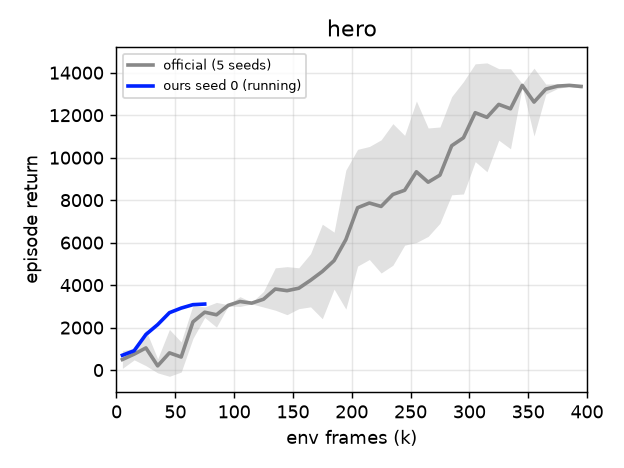 hero
official (5 seeds)
ours seed 0 (running)
episode return
14000
12000
10000
8000
6000
4000
2000
0
0 50 100 150 200 250 300 350 400
env frames (k)